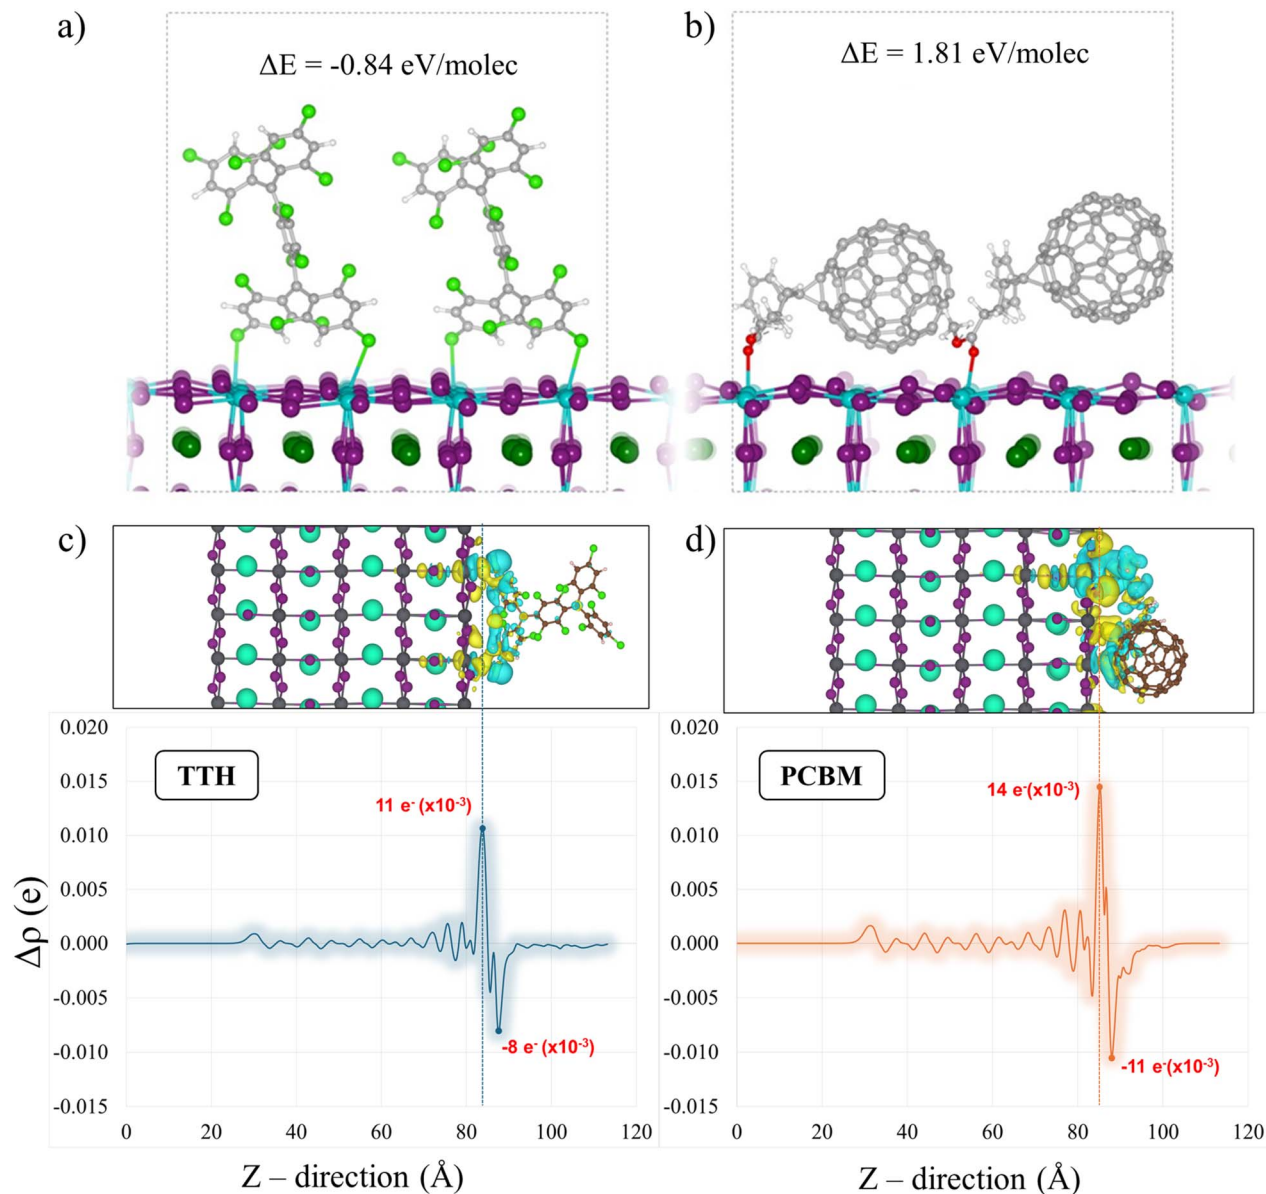 a)
ΔE = -0.84 eV/molec
b)
ΔE = 1.81 eV/molec
c)
d)
0.020
0.015
0.010
0.005
0.000
-0.005
-0.010
-0.015
TTH
11 e⁻ (x10⁻³)
-8 e⁻ (x10⁻³)
Δρ (e)
0
20
40
60
80
100
120
Z – direction (Å)
0.020
0.015
0.010
0.005
0.000
-0.005
-0.010
-0.015
PCBM
14 e⁻ (x10⁻³)
-11 e⁻(x10⁻³)
0
20
40
60
80
100
120
Z – direction (Å)